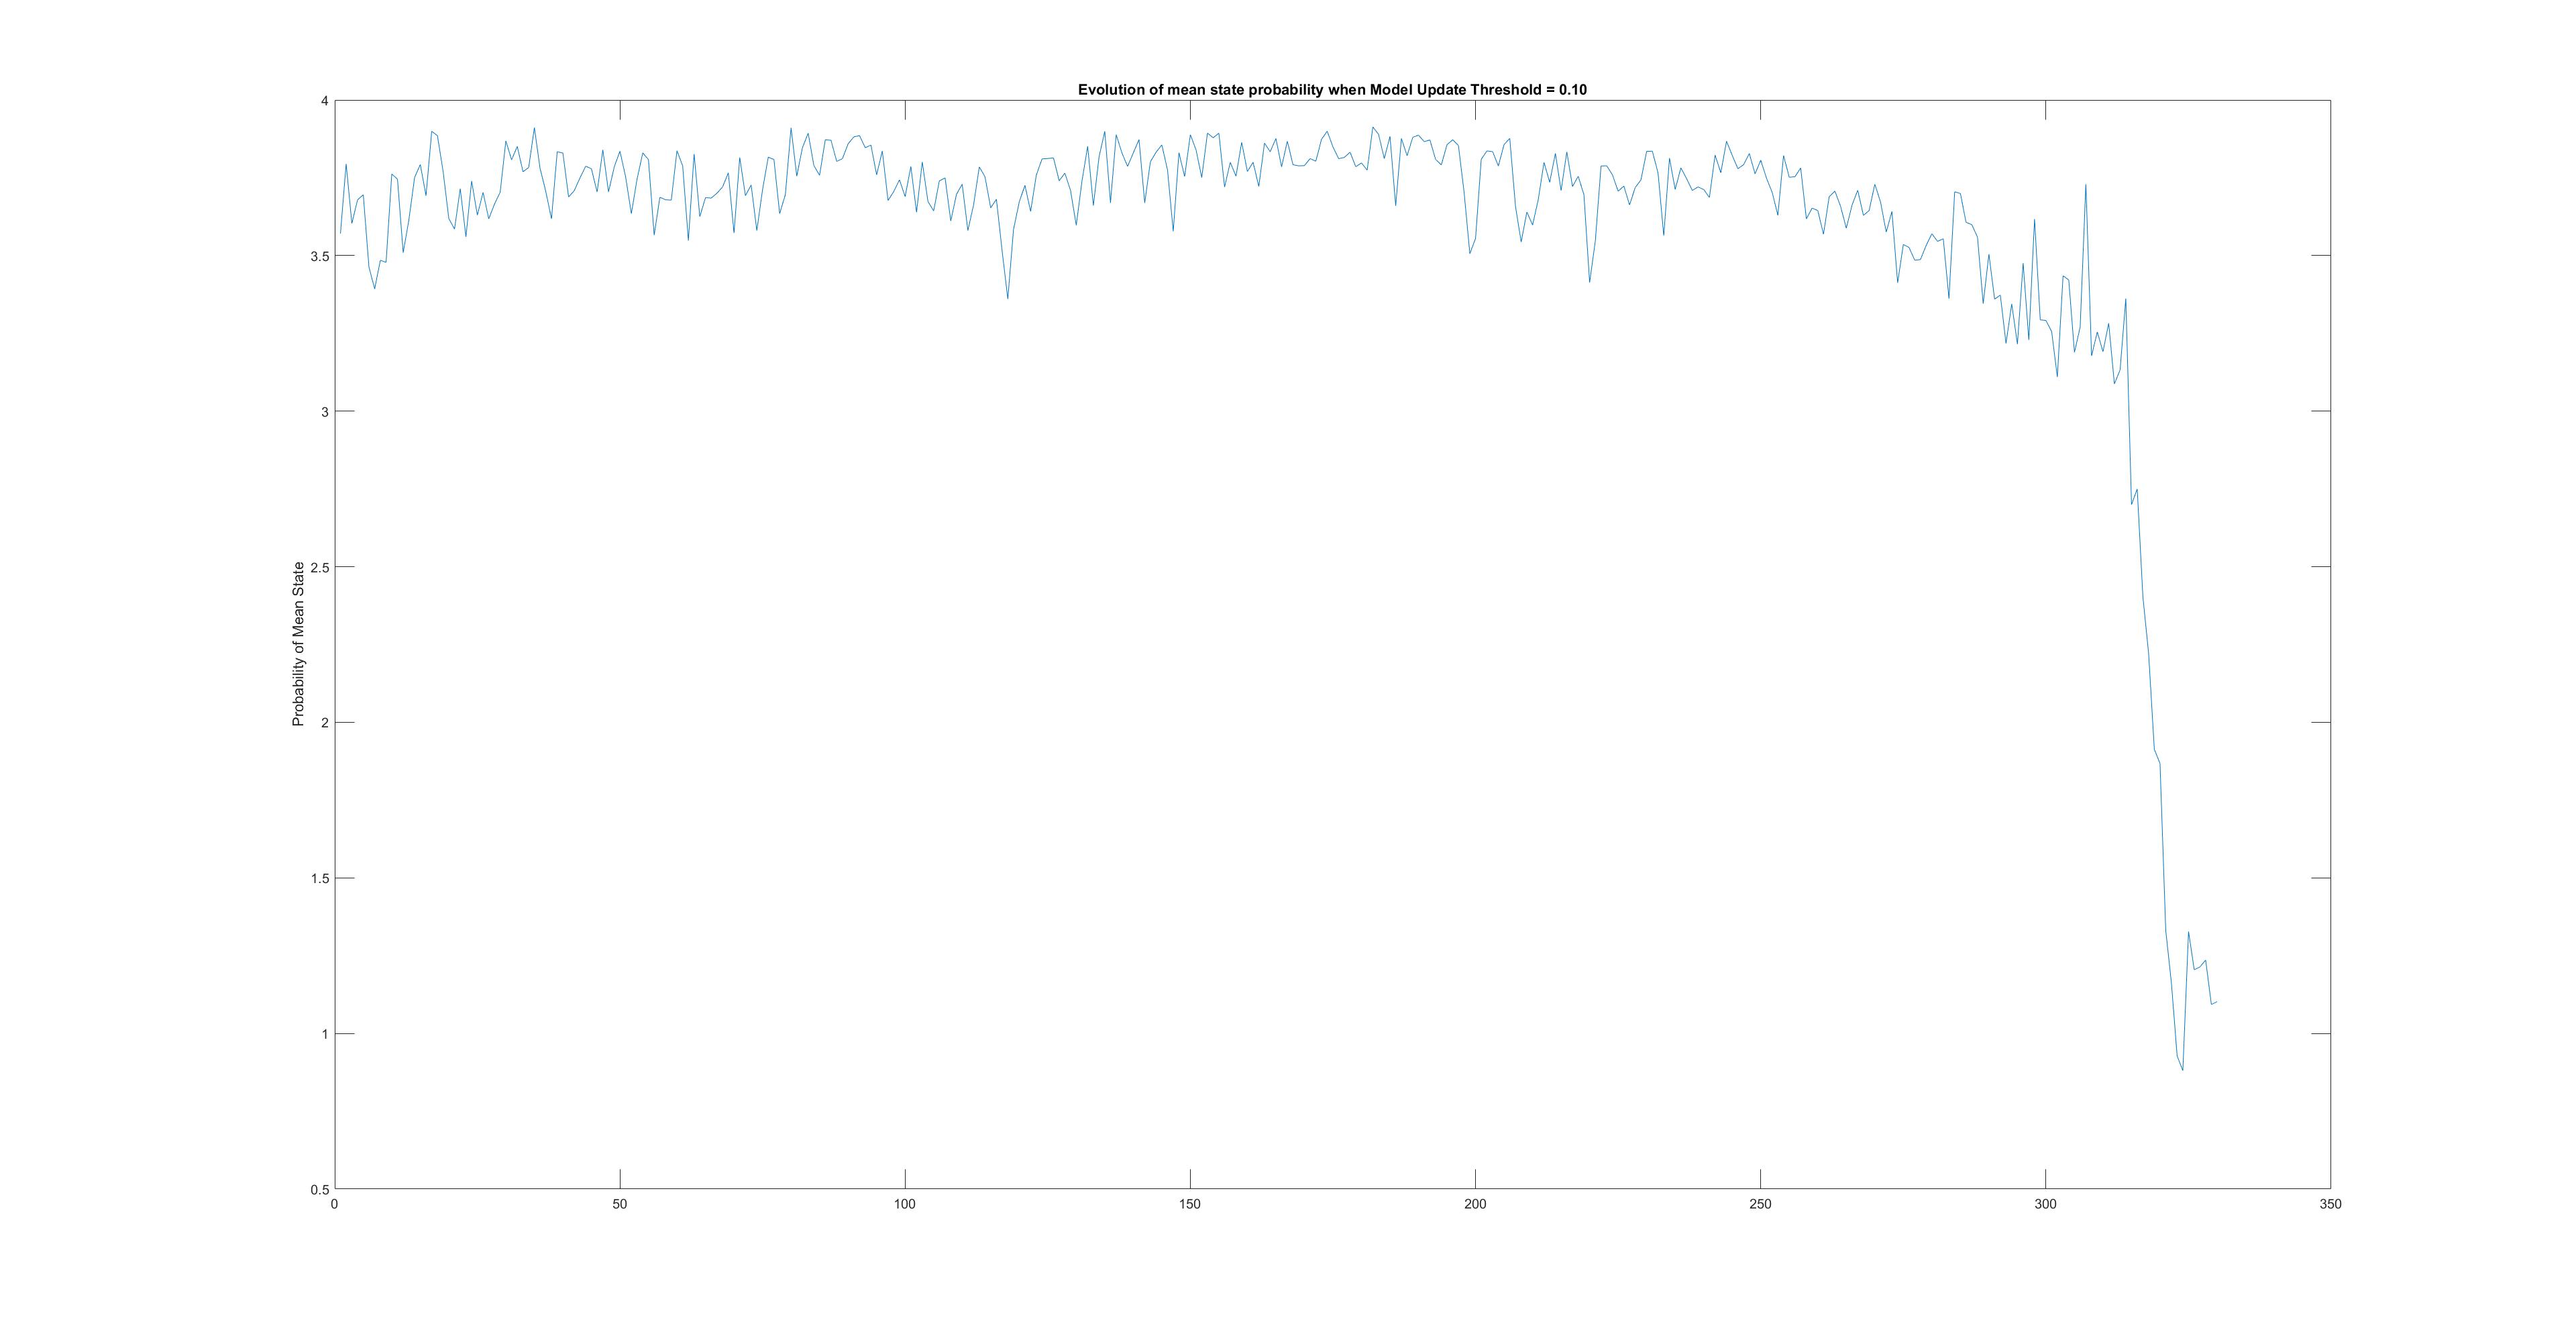 Evolution of mean state probability when Model Update Threshold = 0.10
4
3.5
3
2.5
2
1.5
1
0.5
Probability of Mean State
0 50 100 150 200 250 300 350